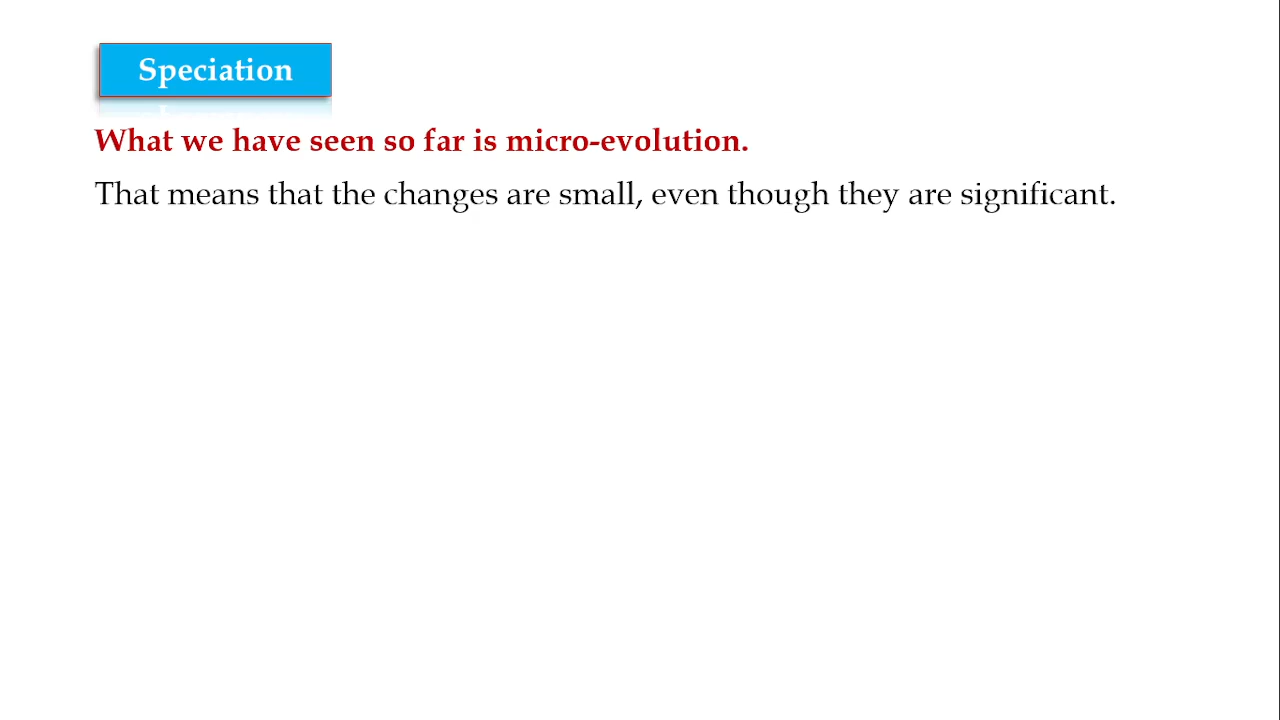 Speciation
What we have seen so far is micro-evolution.
That means that the changes are small, even though they are significant.